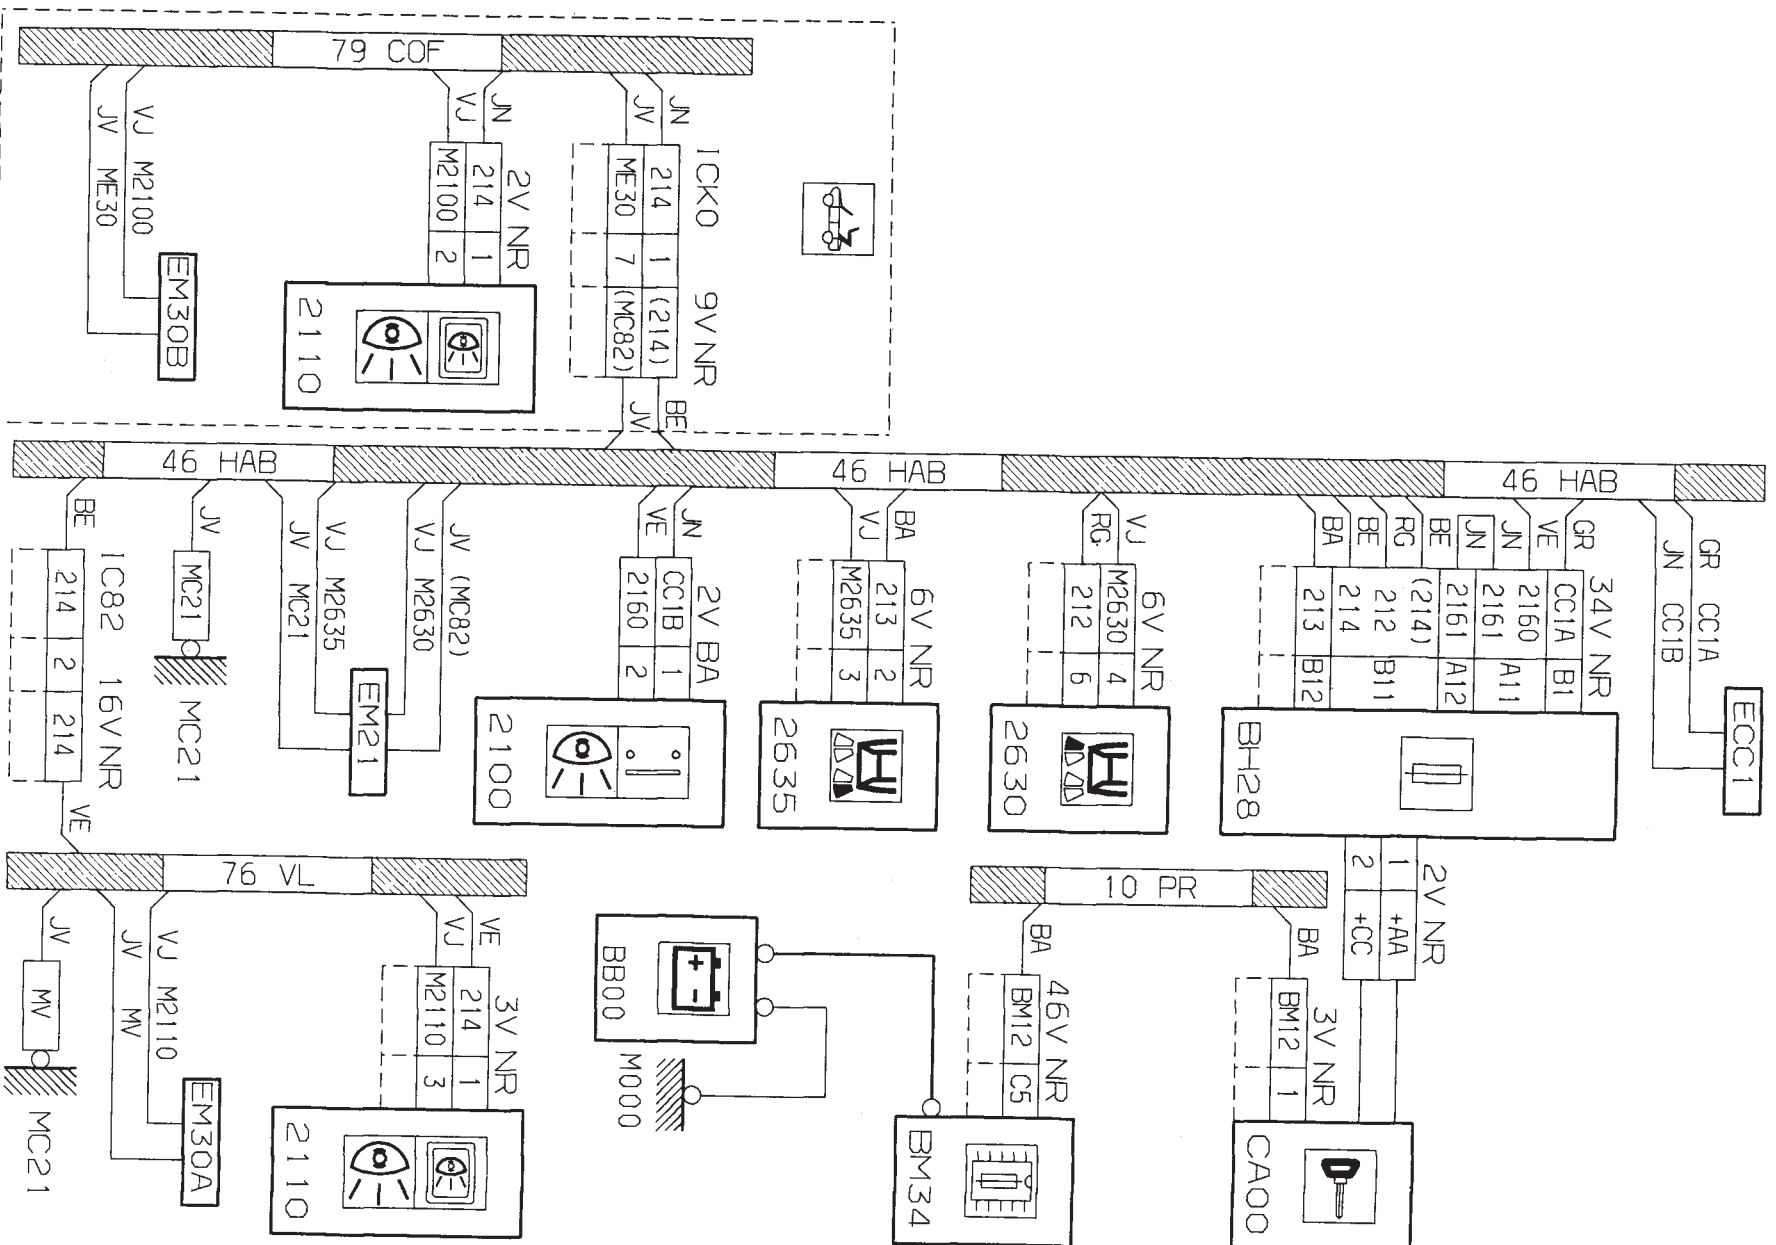 79 COF
JN
JV
JN
VJ
VJ M2100
JV ME30
EM30B
2V NR
214 1
M2100 2
2110
ICK0 9V NR
214 1 (214)
ME30 7 (MC82)
BE
JV
46 HAB
46 HAB
46 HAB
GR CC1A
JN CC1B
ECC1
GR
VE
JN
JN
BE
RG
BE
BA
34V NR
CC1A B1
2160
2161 A11
2161 A12
(214)
212 B11
214
213 B12
BH28
2V NR
1 +AA
2 +CC
VJ
RG
6V NR
M2630 4
212 6
2630
BA
VJ
6V NR
213 2
M2635 3
2635
JN
VE
2V BA
CC1B 1
2160 2
2100
JV (MC82)
VJ M2630
VJ M2635
JV MC21
EM21
JV
MC21
MC21
BE
IC82 16V NR
214 2 214
VE
76 VL
10 PR
BA
3V NR
BM12 1
CA00
BA
46V NR
BM12 C5
BM34
BB00
+
-
M000
VE
VJ
3V NR
214 1
M2110 3
2110
VJ M2110
JV MV
EM30A
JV
MV
MC21